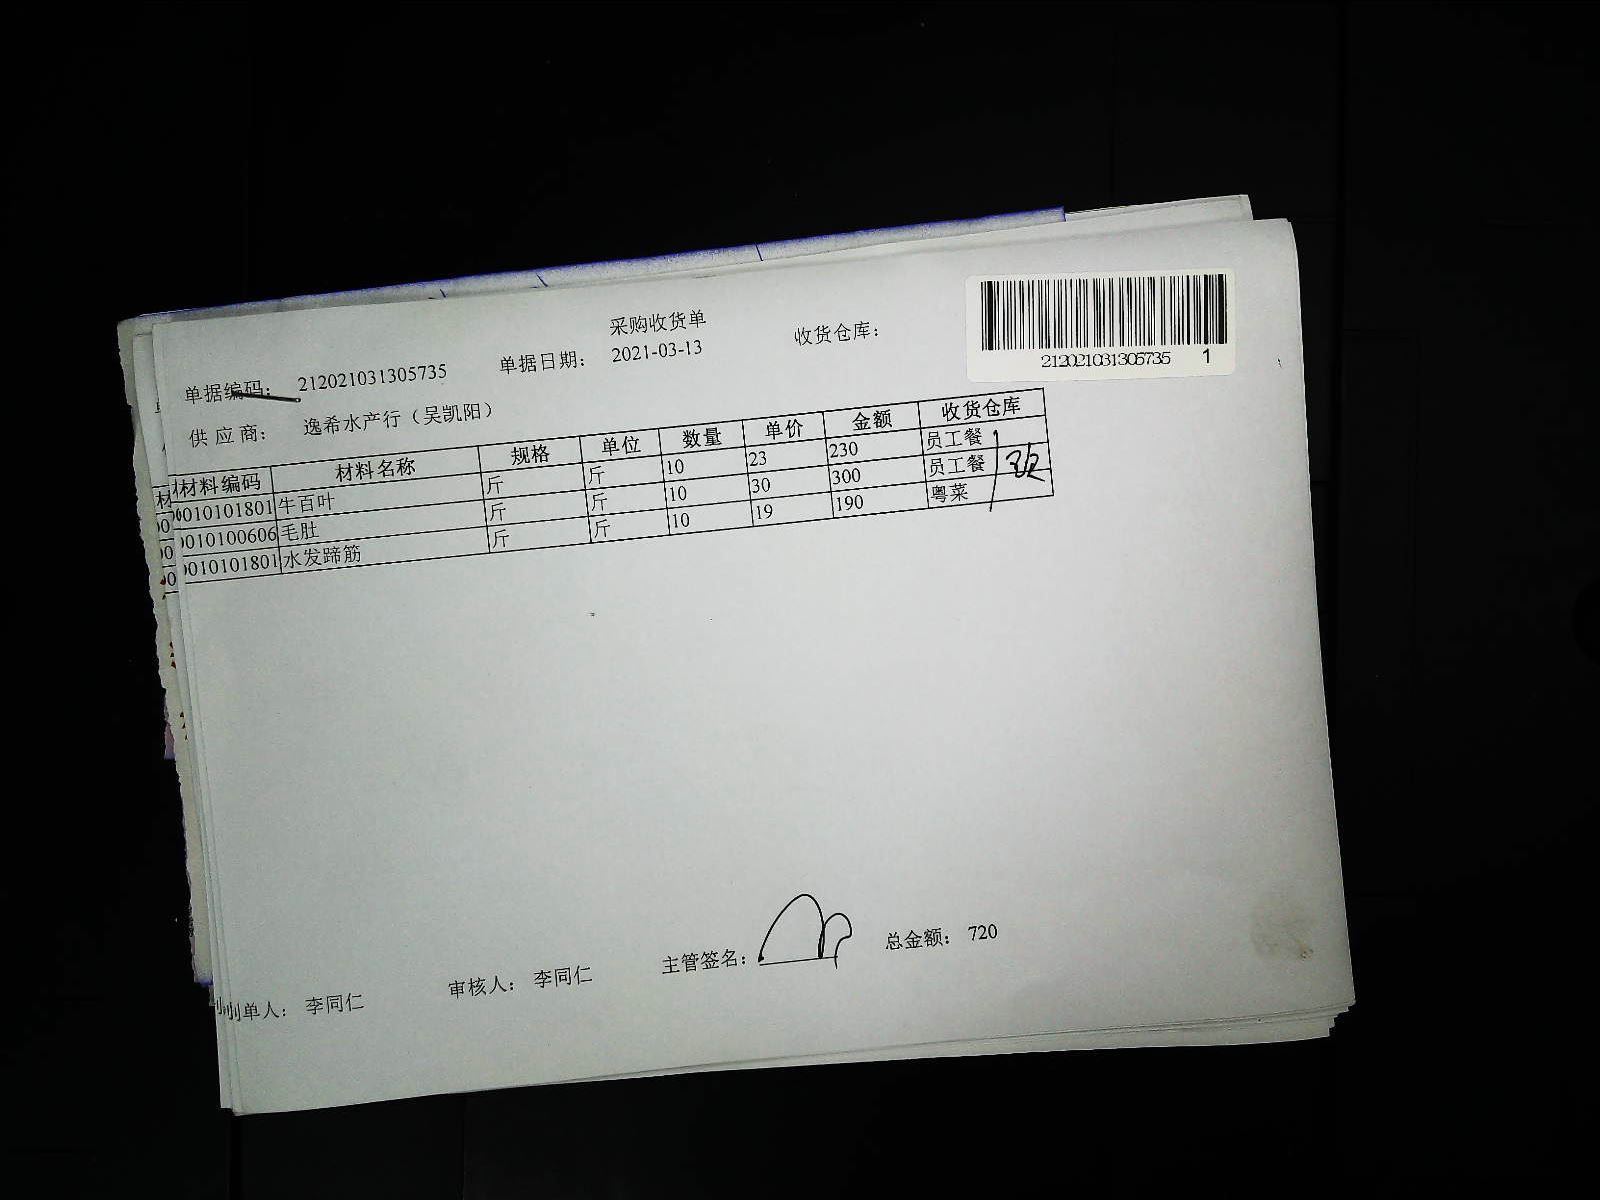 采购收货单
单据编码： 212021031305735 单据日期： 2021-03-13 收货仓库：
212021031305735 1
供应商： 逸希水产行（吴凯阳）
材料编码 材料名称 规格 单位 数量 单价 金额 收货仓库
0010101801 牛百叶 斤 斤 10 23 230 员工餐
0010100606 毛肚 斤 斤 10 30 300 员工餐
0010101801 水发蹄筋 斤 斤 10 19 190 粤菜
制单人： 李同仁 审核人： 李同仁 主管签名： 总金额： 720